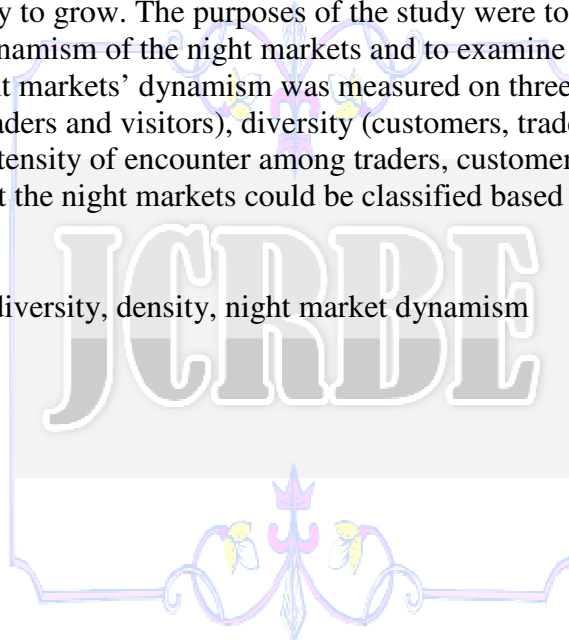 y to grow. The purposes of the study were to
namism of the night markets and to examine
t markets’ dynamism was measured on three
aders and visitors), diversity (customers, trade
tensity of encounter among traders, customer
t the night markets could be classified based
diversity, density, night market dynamism
JCRBE